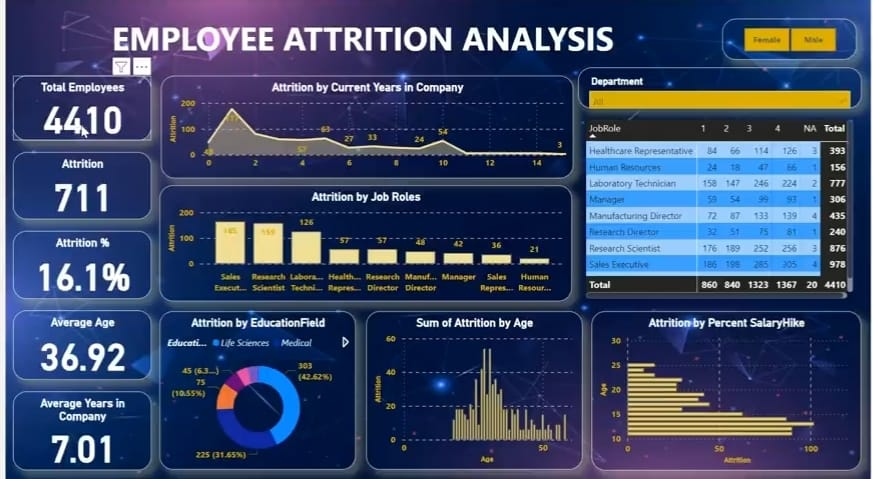 EMPLOYEE ATTRITION ANALYSIS
Female Male
Total Employees
4410
Attrition
711
Attrition %
16.1%
Average Age
36.92
Average Years in
Company
7.01
Attrition by Current Years in Company
Attrition
200
100
0
177
57
63
27
33
24
54
3
0 2 4 6 8 10 12 14
Attrition by Job Roles
Attrition
200
100
0
165 159 126 57 57 48 42 36 21
Sales Research Labora... Health... Research Manuf... Manager Sales Human
Execut... Scientist Techni... Repres... Director Director Repres... Resour...
Department
All
JobRole 1 2 3 4 NA Total
Healthcare Representative 84 66 114 126 3 393
Human Resources 24 18 47 66 1 156
Laboratory Technician 158 147 246 224 2 777
Manager 59 54 99 93 1 306
Manufacturing Director 72 87 133 139 4 435
Research Director 32 51 75 81 1 240
Research Scientist 176 189 252 256 3 876
Sales Executive 186 198 285 305 4 978
Total 860 840 1323 1367 20 4410
Attrition by EducationField
Educati... Life Sciences Medical
45 (6.3...)
75
(10.55%)
303
(42.62%)
225 (31.65%)
Sum of Attrition by Age
Attrition
60
40
20
0
0 50
Age
Attrition by Percent SalaryHike
Age
30
25
20
15
10
0 50 100
Attrition